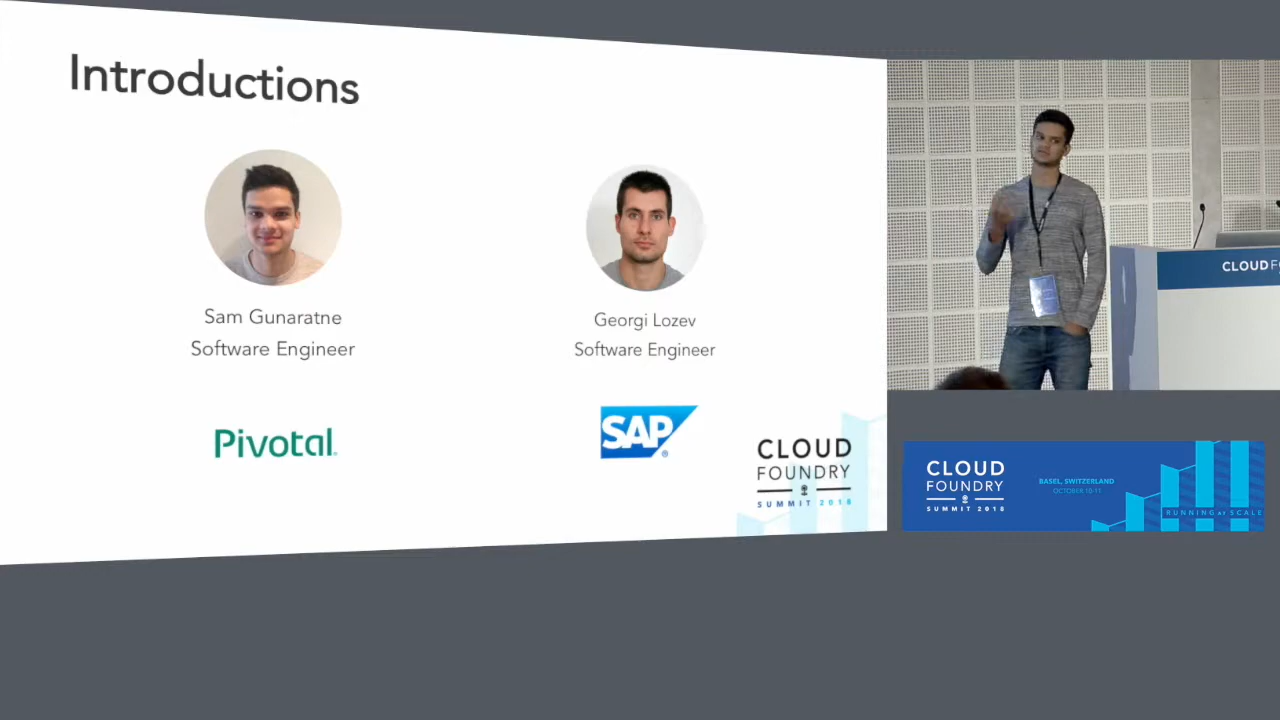 Introductions
Sam Gunaratne
Software Engineer
Georgi Lozev
Software Engineer
Pivotal
SAP®
CLOUD
FOUNDRY
SUMMIT 2018
CLOUD FO
CLOUD
FOUNDRY
SUMMIT 2018
BASEL, SWITZERLAND
OCTOBER 10-11
RUNNING AT SCALE